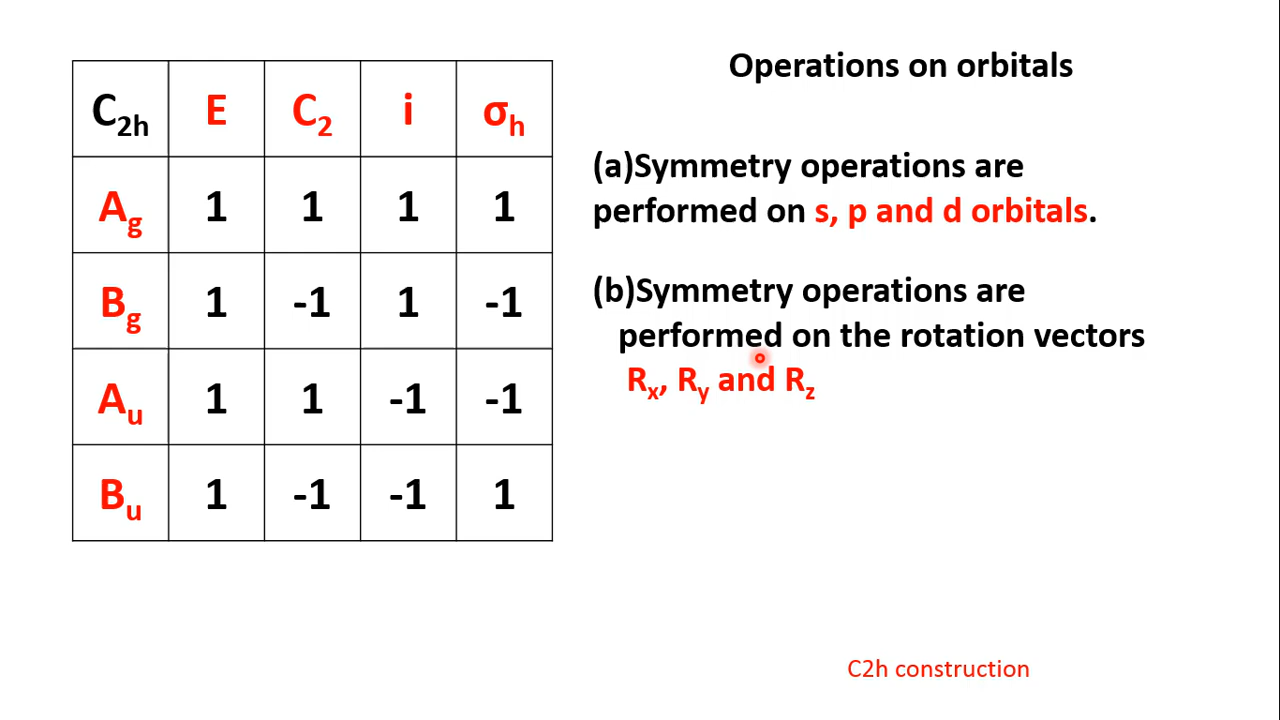 C2h E C2 i σh
Ag 1 1 1 1
Bg 1 -1 1 -1
Au 1 1 -1 -1
Bu 1 -1 -1 1
Operations on orbitals
(a)Symmetry operations are
performed on s, p and d orbitals.
(b)Symmetry operations are
performed on the rotation vectors
Rx, Ry and Rz
C2h construction